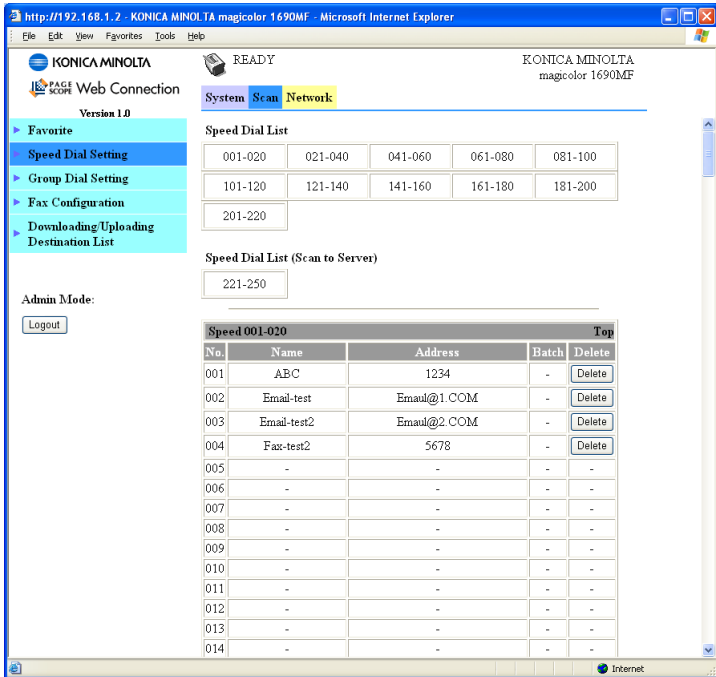 http://192.168.1.2 - KONICA MINOLTA magicolor 1690MF - Microsoft Internet Explorer
File Edit View Favorites Tools Help
KONICA MINOLTA
PAGE SCOPE Web Connection
Version 1.0
READY
KONICA MINOLTA
magicolor 1690MF
System Scan Network
Favorite
Speed Dial Setting
Group Dial Setting
Fax Configuration
Downloading/Uploading
Destination List
Admin Mode:
Logout
Speed Dial List
001-020 021-040 041-060 061-080 081-100
101-120 121-140 141-160 161-180 181-200
201-220
Speed Dial List (Scan to Server)
221-250
Speed 001-020 Top
No. Name Address Batch Delete
001 ABC 1234 - Delete
002 Email-test Emaul@1.COM - Delete
003 Email-test2 Emaul@2.COM - Delete
004 Fax-test2 5678 - Delete
005 - - - -
006 - - - -
007 - - - -
008 - - - -
009 - - - -
010 - - - -
011 - - - -
012 - - - -
013 - - - -
014 - - - -
Internet